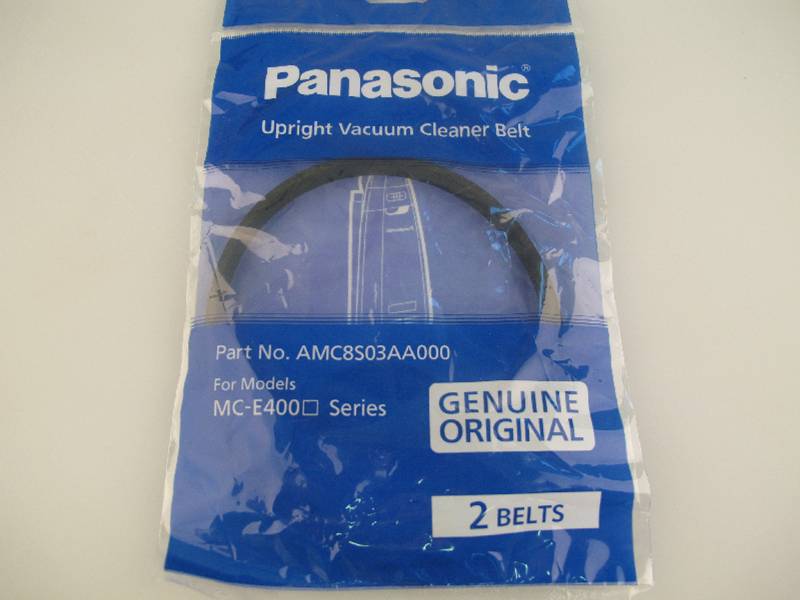 Panasonic®
Upright Vacuum Cleaner Belt
Part No. AMC8S03AA000
For Models
MC-E400□ Series
GENUINE
ORIGINAL
2 BELTS